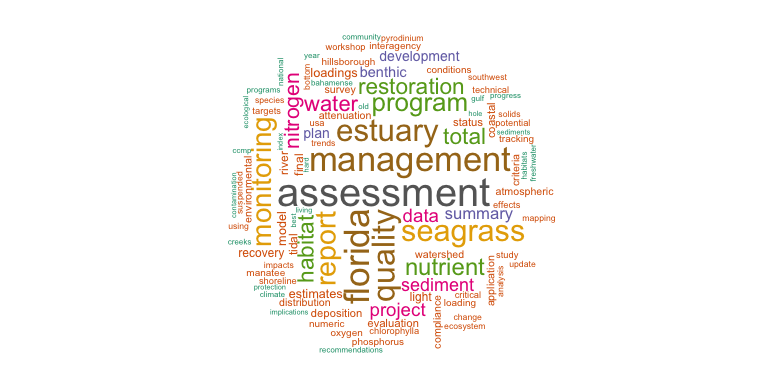 community pyrodinium
workshop interagency
year development
national bottom hillsborough
loadings benthic conditions
programs bahamense southwest
nitrogen survey restoration technical
ecological species water old program gulf progress
targets attenuation hole coastal solids
monitoring usa estuary status potential
index plan total sediments
trends tracking
ccmp river final hard management criteria habitats freshwater
environmental
contamination suspended assessment atmospheric
living effects
model best data summary mapping
using habitat report florida quality seagrass
creeks tidal
recovery watershed study
impacts nutrient update
manatee application analysis
shoreline sediment
protection
climate estimates light critical
distribution loading
implications deposition project compliance change
numeric evaluation ecosystem
oxygen chlorophylla
phosphorus
recommendations